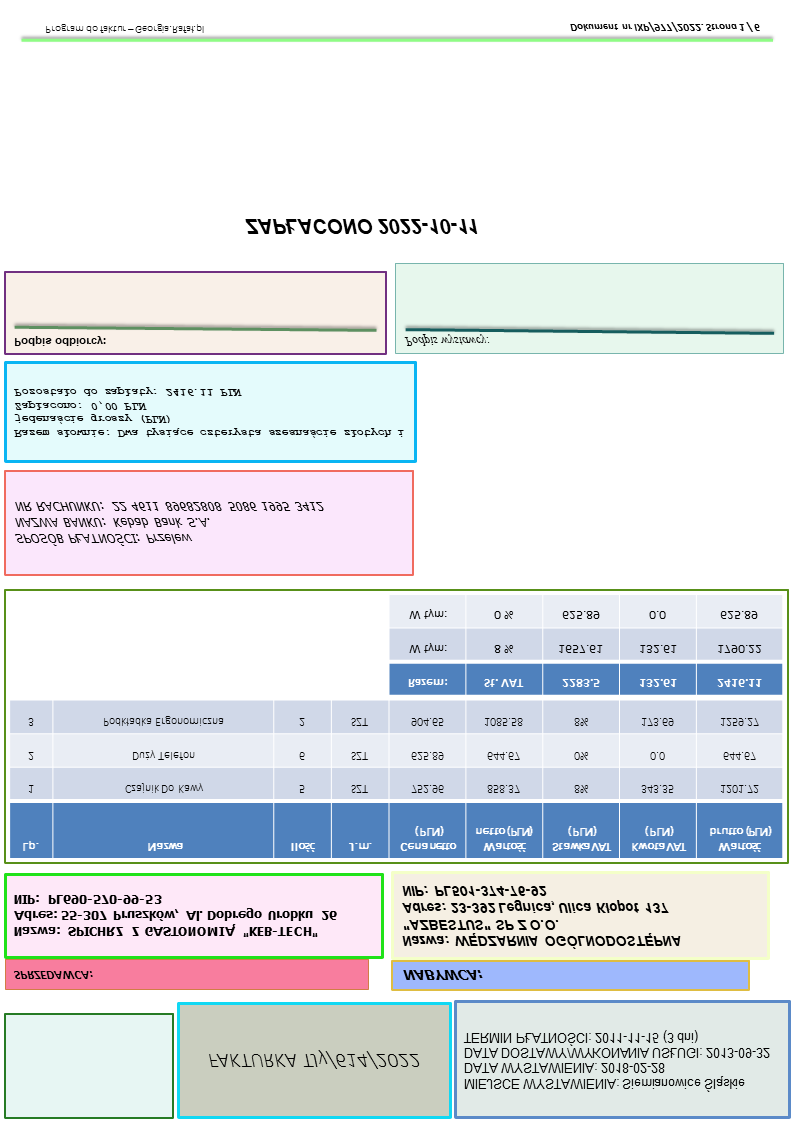 MIEJSCE WYSTAWIENIA: Siemianowice Śląskie
DATA WYSTAWIENIA: 2018-02-28
DATA DOSTAWY/WYKONANIA USŁUGI: 2013-09-25
TERMIN PŁATNOŚCI: 2011-11-15 (3 dni)
FAKTURKA TJy/614/2022
SPRZEDAWCA:
Nazwa: SPICHRZ Z GASTONOMIĄ "KEB-TECH"
Adres: 55-307 Pruszków, Al. Dobrego Urobku 26
NIP: PL690-570-99-53
NABYWCA:
Nazwa: WĘDZARNIA OGÓLNODOSTĘPNA
"AZBESTUS" SP Z O.O.
Adres: 23-392 Legnica, Ulica Kłopot 137
NIP: PL501-374-76-92
Lp. Nazwa Ilość J.m. Cena netto (PLN) Wartość netto (PLN) Stawka VAT (PLN) Kwota VAT (PLN) Wartość brutto (PLN)
1 Czajnik Do Kawy 5 SZT 752.96 858.37 8% 343.35 1201.72
2 Duży Telefon 6 SZT 625.89 644.67 0% 0.0 644.67
3 Podkładka Ergonomiczna 2 SZT 904.65 1085.58 8% 173.69 1259.27
Razem: St. VAT 2283.5 132.61 2416.11
W tym: 8 % 1657.61 132.61 1790.22
W tym: 0 % 625.89 0.0 625.89
SPOSÓB PŁATNOŚCI: Przelew
NAZWA BANKU: Kebab Bank S.A.
NR RACHUNKU: 22 4611 89682808 5086 1995 3412
Razem słownie: Dwa tysiące czterysta szesnaście złotych i
jedenaście groszy (PLN)
Zapłacono: 0,00 PLN
Pozostało do zapłaty: 2416.11 PLN
Podpis odbiorcy:
Podpis wystawcy:
ZAPŁACONO 2022-10-11
Program do faktur – Georgia.Rafat.pl
Dokument nr IXP/977/2022. Strona 1 / 6